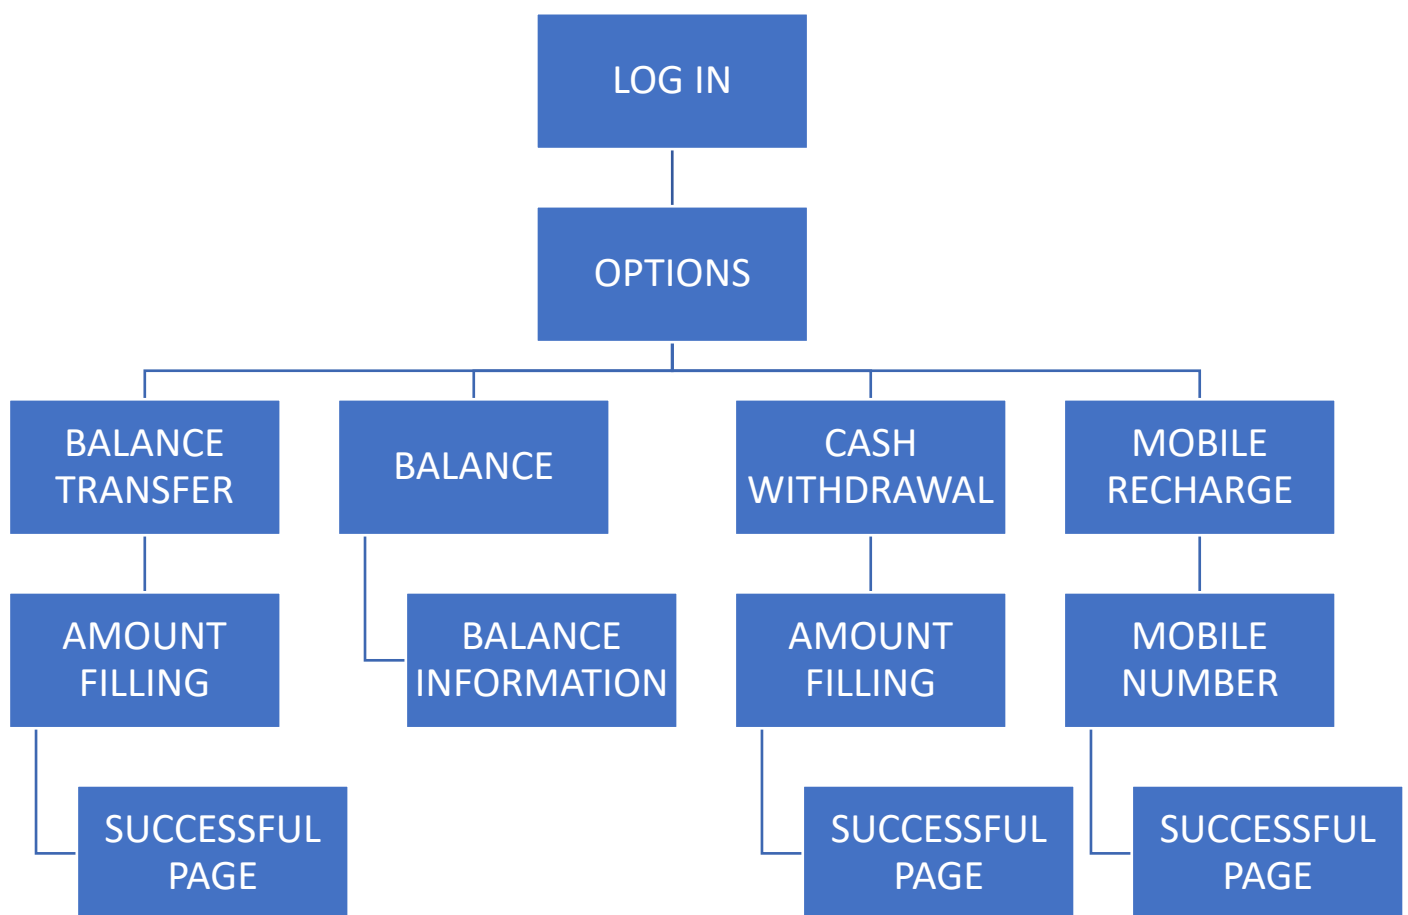 LOG IN
OPTIONS
BALANCE
TRANSFER
BALANCE
CASH
WITHDRAWAL
MOBILE
RECHARGE
AMOUNT
FILLING
BALANCE
INFORMATION
AMOUNT
FILLING
MOBILE
NUMBER
SUCCESSFUL
PAGE
SUCCESSFUL
PAGE
SUCCESSFUL
PAGE